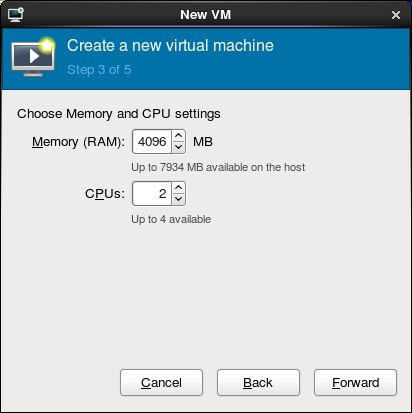 New VM
Create a new virtual machine
Step 3 of 5
Choose Memory and CPU settings
Memory (RAM): 4096 MB
Up to 7934 MB available on the host
CPUs: 2
Up to 4 available
Cancel Back Forward